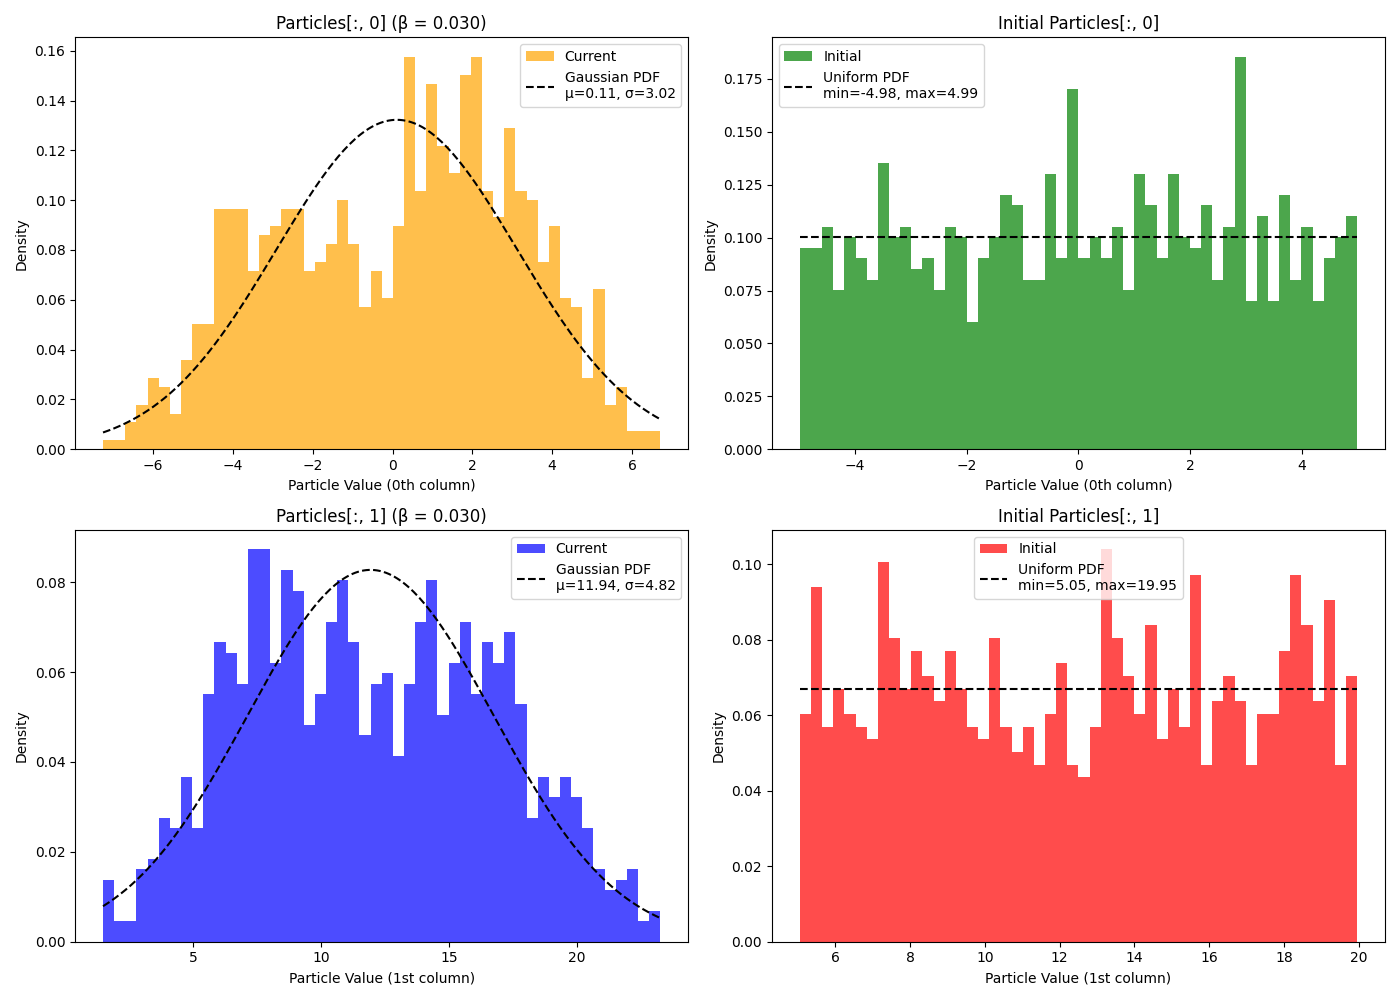 Particles[:, 0] (β = 0.030)
Current
Gaussian PDF
μ=0.11, σ=3.02
Density
0.16
0.14
0.12
0.10
0.08
0.06
0.04
0.02
0.00
−6
−4
−2
0
2
4
6
Particle Value (0th column)
Initial Particles[:, 0]
Initial
Uniform PDF
min=-4.98, max=4.99
Density
0.175
0.150
0.125
0.100
0.075
0.050
0.025
0.000
−4
−2
0
2
4
Particle Value (0th column)
Particles[:, 1] (β = 0.030)
Current
Gaussian PDF
μ=11.94, σ=4.82
Density
0.08
0.06
0.04
0.02
0.00
5
10
15
20
Particle Value (1st column)
Initial Particles[:, 1]
Initial
Uniform PDF
min=5.05, max=19.95
Density
0.10
0.08
0.06
0.04
0.02
0.00
6
8
10
12
14
16
18
20
Particle Value (1st column)